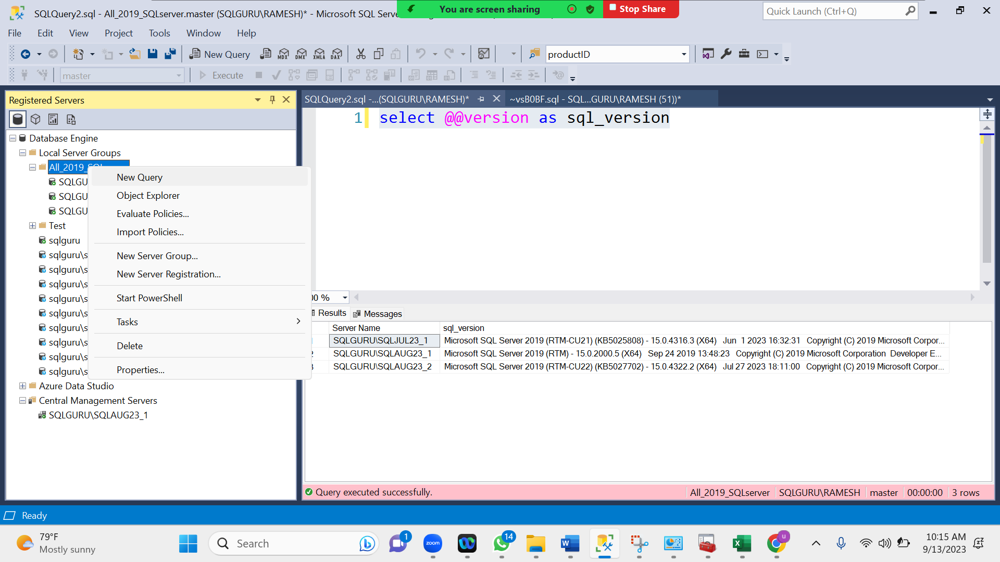 SQLQuery2.sql - All_2019_SQLserver.master (SQLGURU\RAMESH)* - Microsoft SQL Serve
You are screen sharing
Stop Share
Quick Launch (Ctrl+Q)
File Edit View Project Tools Window Help
New Query
MDX DMX XMLA DAX
productID
master
Execute
Registered Servers
SQLQuery2.sql -...(SQLGURU\RAMESH)*
~vsB0BF.sql - SQL...GURU\RAMESH (51))*
1 select @@version as sql_version
Database Engine
Local Server Groups
All_2019_SQL
SQLGU
SQLGU
SQLGU
Test
sqlguru
sqlguru\s
sqlguru\s
sqlguru\s
sqlguru\s
sqlguru\s
sqlguru\s
sqlguru\s
sqlguru\s
sqlguru\s
Azure Data Studio
Central Management Servers
SQLGURU\SQLAUG23_1
New Query
Object Explorer
Evaluate Policies...
Import Policies...
New Server Group...
New Server Registration...
Start PowerShell
Tasks
Delete
Properties...
00 %
Results Messages
Server Name sql_version
SQLGURU\SQLJUL23_1 Microsoft SQL Server 2019 (RTM-CU21) (KB5025808) - 15.0.4316.3 (X64) Jun 1 2023 16:32:31 Copyright (C) 2019 Microsoft Corpor...
2 SQLGURU\SQLAUG23_1 Microsoft SQL Server 2019 (RTM) - 15.0.2000.5 (X64) Sep 24 2019 13:48:23 Copyright (C) 2019 Microsoft Corporation Developer E...
3 SQLGURU\SQLAUG23_2 Microsoft SQL Server 2019 (RTM-CU22) (KB5027702) - 15.0.4322.2 (X64) Jul 27 2023 18:11:00 Copyright (C) 2019 Microsoft Corpor...
Query executed successfully.
All_2019_SQLserver SQLGURU\RAMESH master 00:00:00 3 rows
Ready
79°F
Mostly sunny
Search
1
zoom
14
W
X
u
10:15 AM
9/13/2023